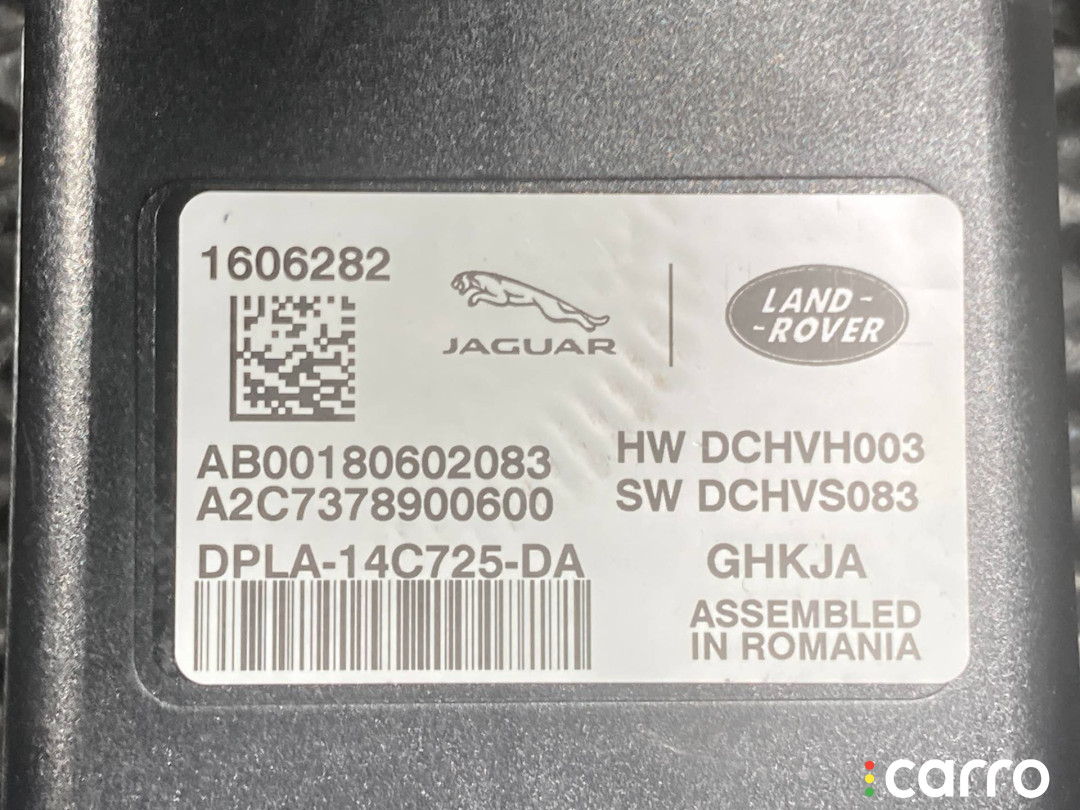 1606282
JAGUAR
LAND-
-ROVER
AB00180602083
A2C7378900600
DPLA-14C725-DA
HW DCHVH003
SW DCHVS083
GHKJA
ASSEMBLED
IN ROMANIA
carro